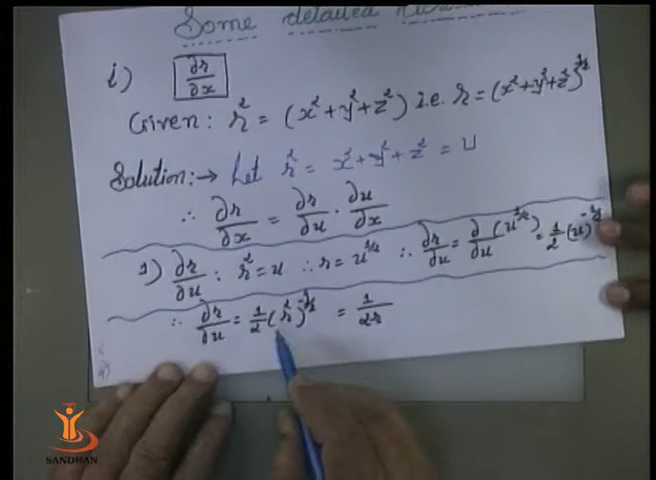 Some detailed
i) ∂r/∂x
Given: r² = (x²+y²+z²) i.e. r = (x²+y²+z²)^1/2
Solution:→ Let r² = x²+y²+z² = u
∴ ∂r/∂x = ∂r/∂u · ∂u/∂x
1) ∂r/∂u : r² = u ∴ r = u^1/2 ∴ ∂r/∂u = ∂/∂u (u^1/2) = 1/2 (u)^-1/2
∴ ∂r/∂u = 1/2 (r²)^-1/2 = 1/2r
SANDHAN